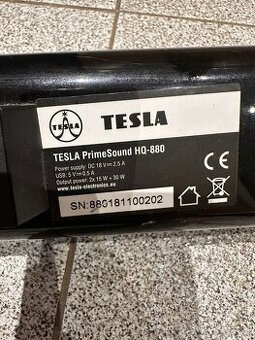 TESLA
TESLA
TESLA PrimeSound HQ-880
Power supply: DC 18 V⎓ 2.5 A
USB: 5 V⎓ 0.5 A
Output power: 2x 15 W + 30 W
www.tesla-electronics.eu
CE
SN:880181100202